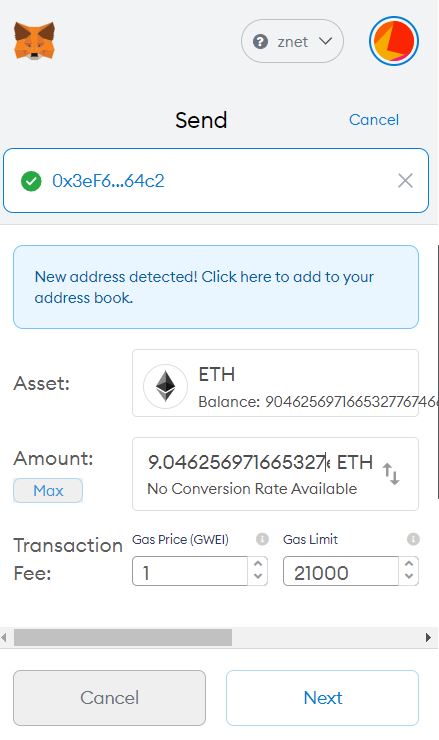 znet
Send
Cancel
0x3eF6...64c2
New address detected! Click here to add to your
address book.
Asset:
ETH
Balance: 904625697166532776746
Amount:
9.046256971665327 ETH
Max
No Conversion Rate Available
Transaction
Fee:
Gas Price (GWEI)
Gas Limit
1
21000
Cancel
Next